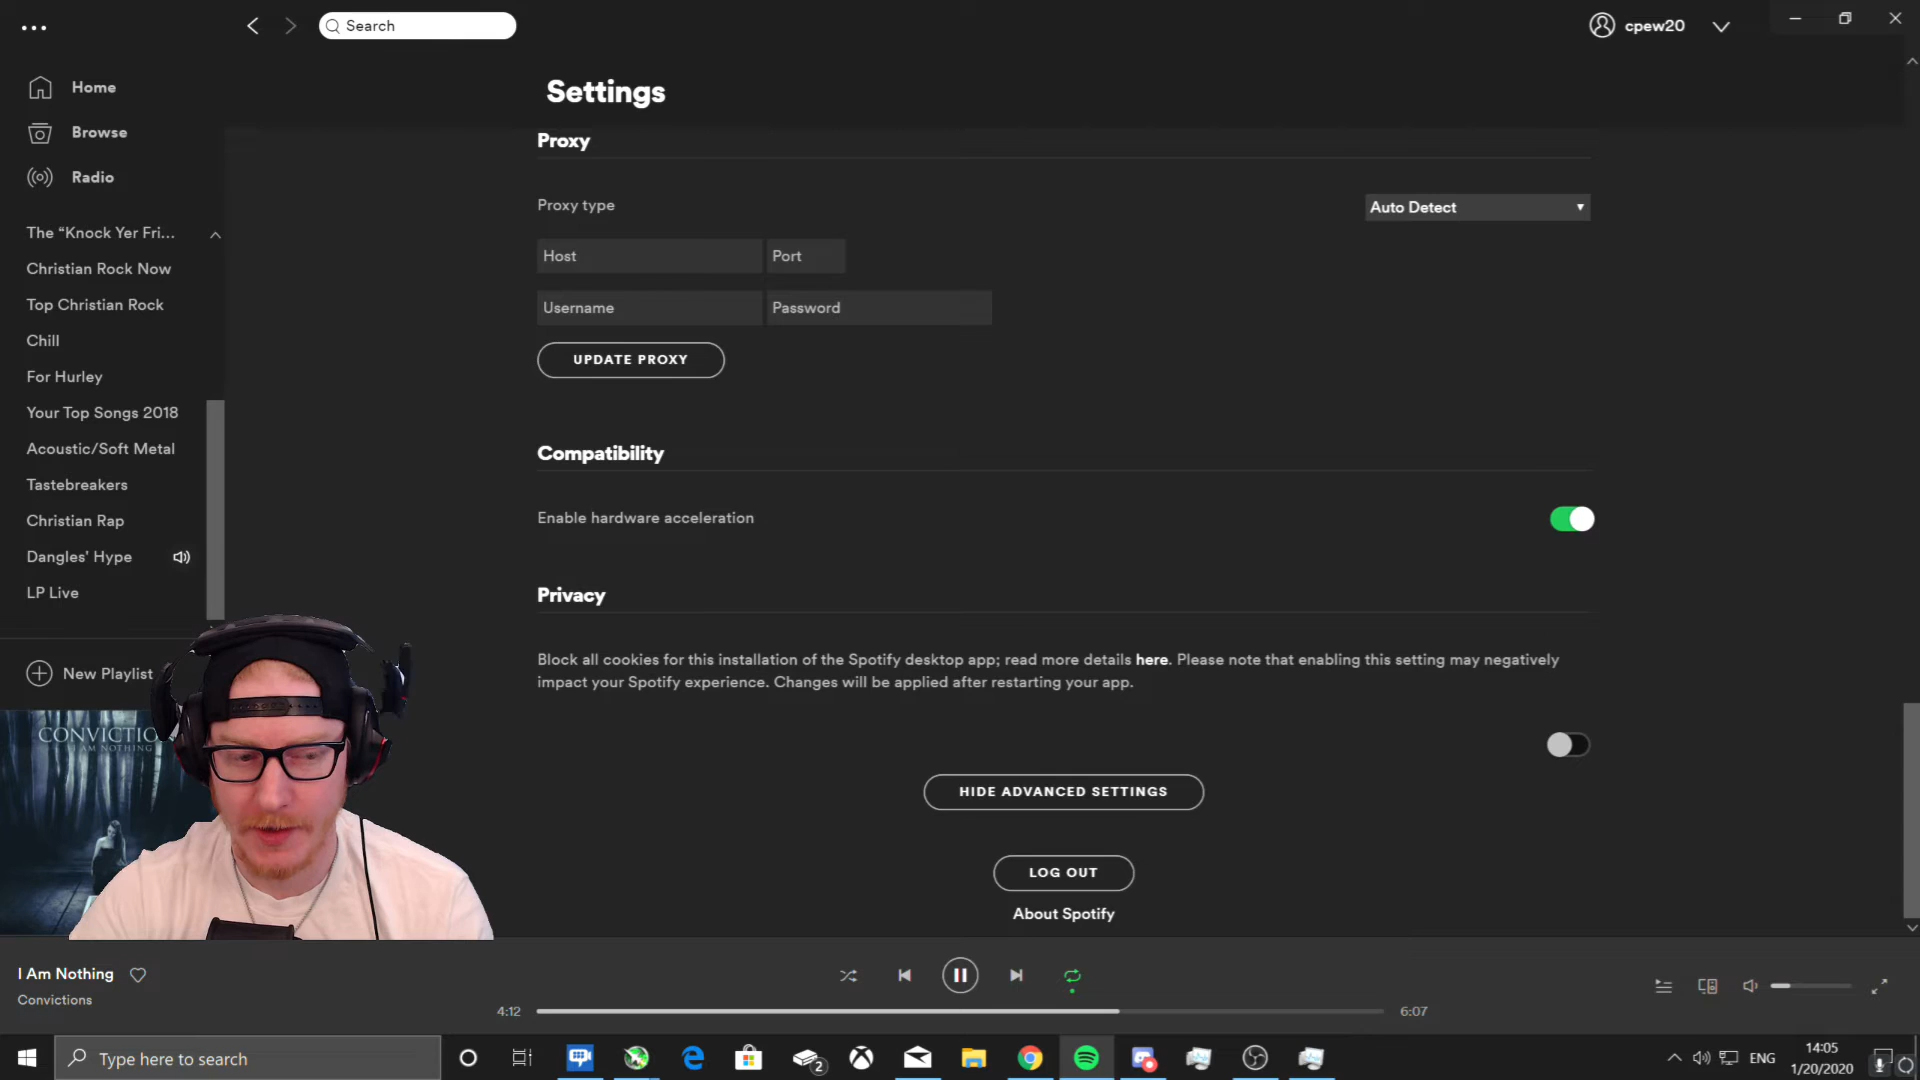 Search
cpew20
Home
Browse
Radio
The “Knock Yer Fri...
Christian Rock Now
Top Christian Rock
Chill
For Hurley
Your Top Songs 2018
Acoustic/Soft Metal
Tastebreakers
Christian Rap
Dangles' Hype
LP Live
New Playlist
CONVICTIO
I AM NOTHING
Settings
Proxy
Proxy type
Auto Detect
Host
Port
Username
Password
UPDATE PROXY
Compatibility
Enable hardware acceleration
Privacy
Block all cookies for this installation of the Spotify desktop app; read more details here. Please note that enabling this setting may negatively
impact your Spotify experience. Changes will be applied after restarting your app.
HIDE ADVANCED SETTINGS
LOG OUT
About Spotify
I Am Nothing
Convictions
4:12
6:07
Type here to search
2
ENG
14:05
1/20/2020